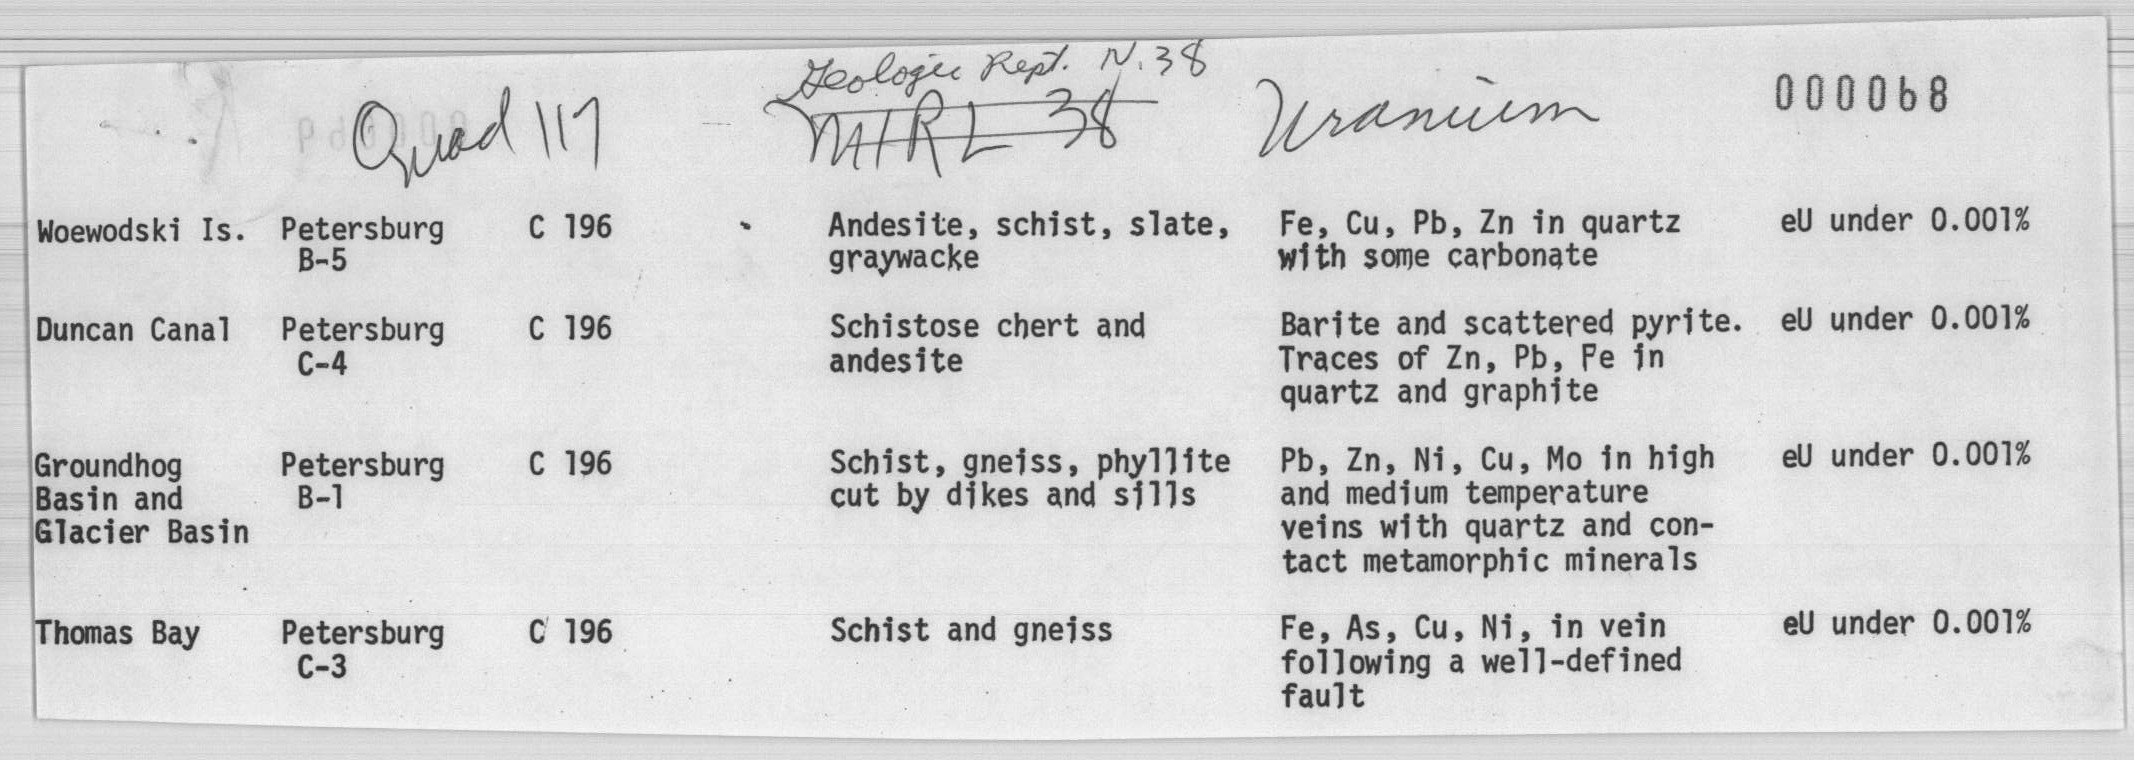 Geologic Rept. N. 38
Quad 117 MIRL 38 Uranium 000068
Woewodski Is. Petersburg C 196 Andesite, schist, slate, Fe, Cu, Pb, Zn in quartz eU under 0.001%
B-5 graywacke with some carbonate
Duncan Canal Petersburg C 196 Schistose chert and Barite and scattered pyrite. eU under 0.001%
C-4 andesite Traces of Zn, Pb, Fe in
quartz and graphite
Groundhog Petersburg C 196 Schist, gneiss, phyllite Pb, Zn, Ni, Cu, Mo in high eU under 0.001%
Basin and B-1 cut by dikes and sills and medium temperature
Glacier Basin veins with quartz and con-
tact metamorphic minerals
Thomas Bay Petersburg C 196 Schist and gneiss Fe, As, Cu, Ni, in vein eU under 0.001%
C-3 following a well-defined
fault